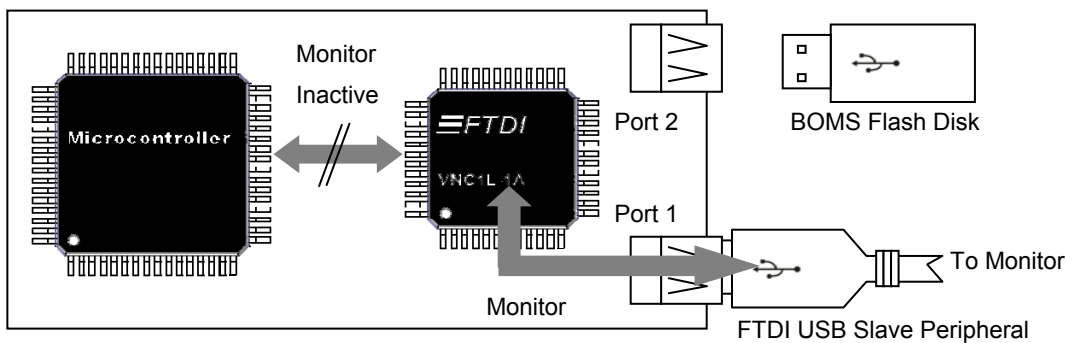 Monitor
Inactive
Microcontroller
FTDI
VNC1L-1A
Port 2
BOMS Flash Disk
Port 1
To Monitor
Monitor
FTDI USB Slave Peripheral